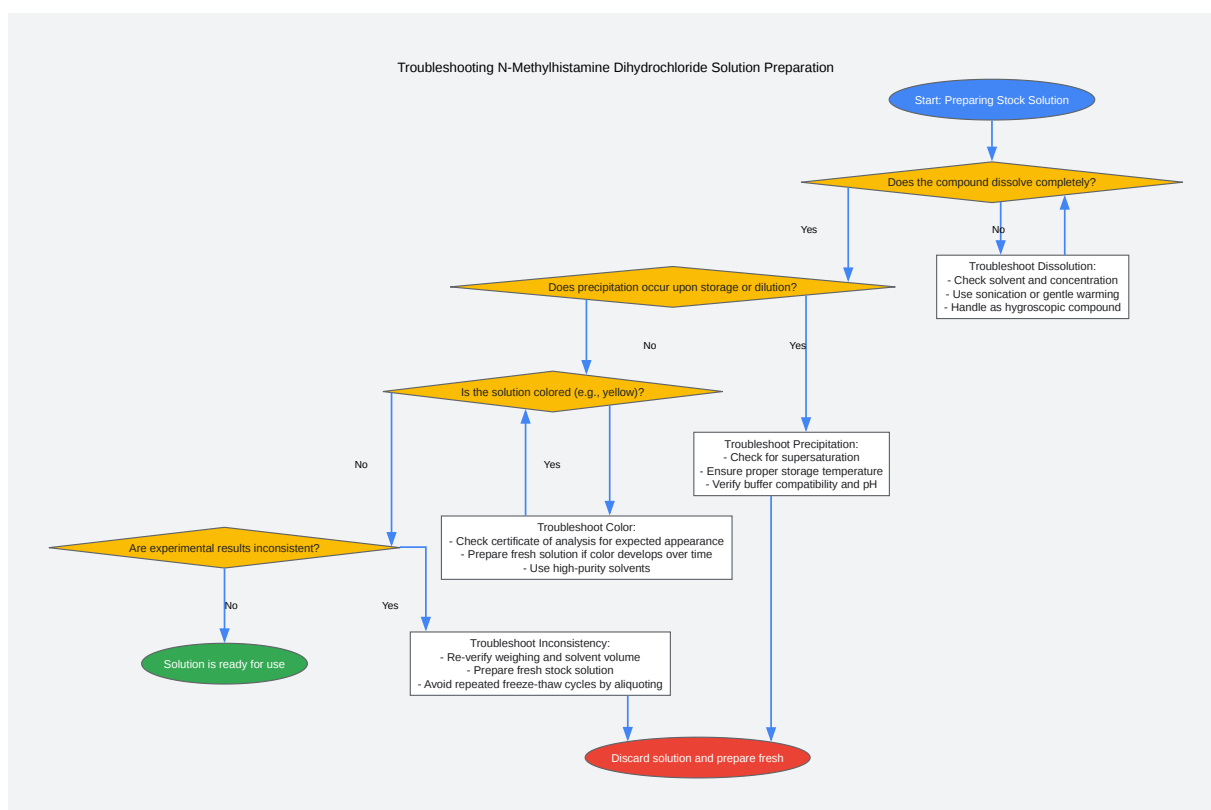 Troubleshooting N-Methylhistamine Dihydrochloride Solution Preparation
Start: Preparing Stock Solution
Does the compound dissolve completely?
Yes
No
Troubleshoot Dissolution:
- Check solvent and concentration
- Use sonication or gentle warming
- Handle as hygroscopic compound
Does precipitation occur upon storage or dilution?
No
Yes
Is the solution colored (e.g., yellow)?
Troubleshoot Precipitation:
- Check for supersaturation
- Ensure proper storage temperature
- Verify buffer compatibility and pH
No
Yes
Troubleshoot Color:
- Check certificate of analysis for expected appearance
- Prepare fresh solution if color develops over time
- Use high-purity solvents
Are experimental results inconsistent?
No
Yes
Troubleshoot Inconsistency:
- Re-verify weighing and solvent volume
- Prepare fresh stock solution
- Avoid repeated freeze-thaw cycles by aliquoting
Solution is ready for use
Discard solution and prepare fresh